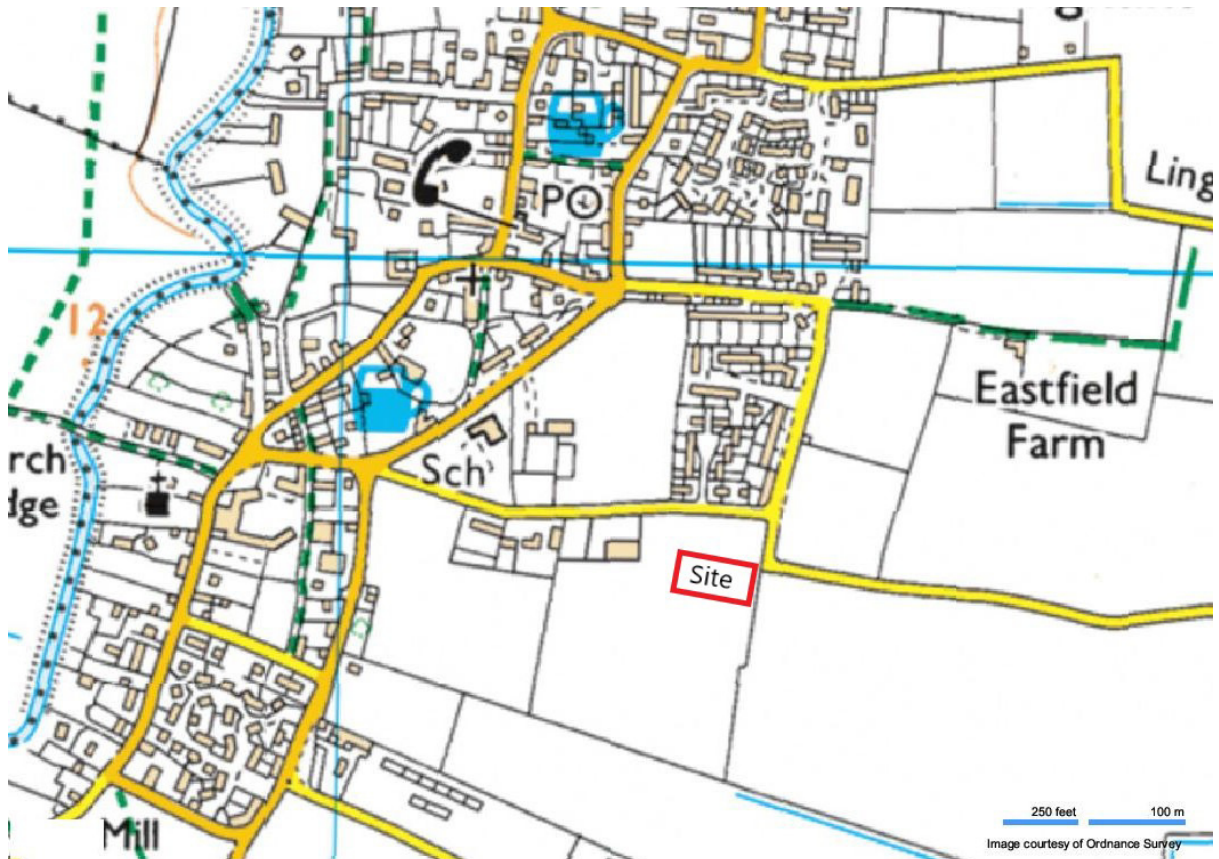 PO
Ling
12
Eastfield
Farm
Sch
rch
dge
Site
Mill
250 feet
100 m
Image courtesy of Ordnance Survey